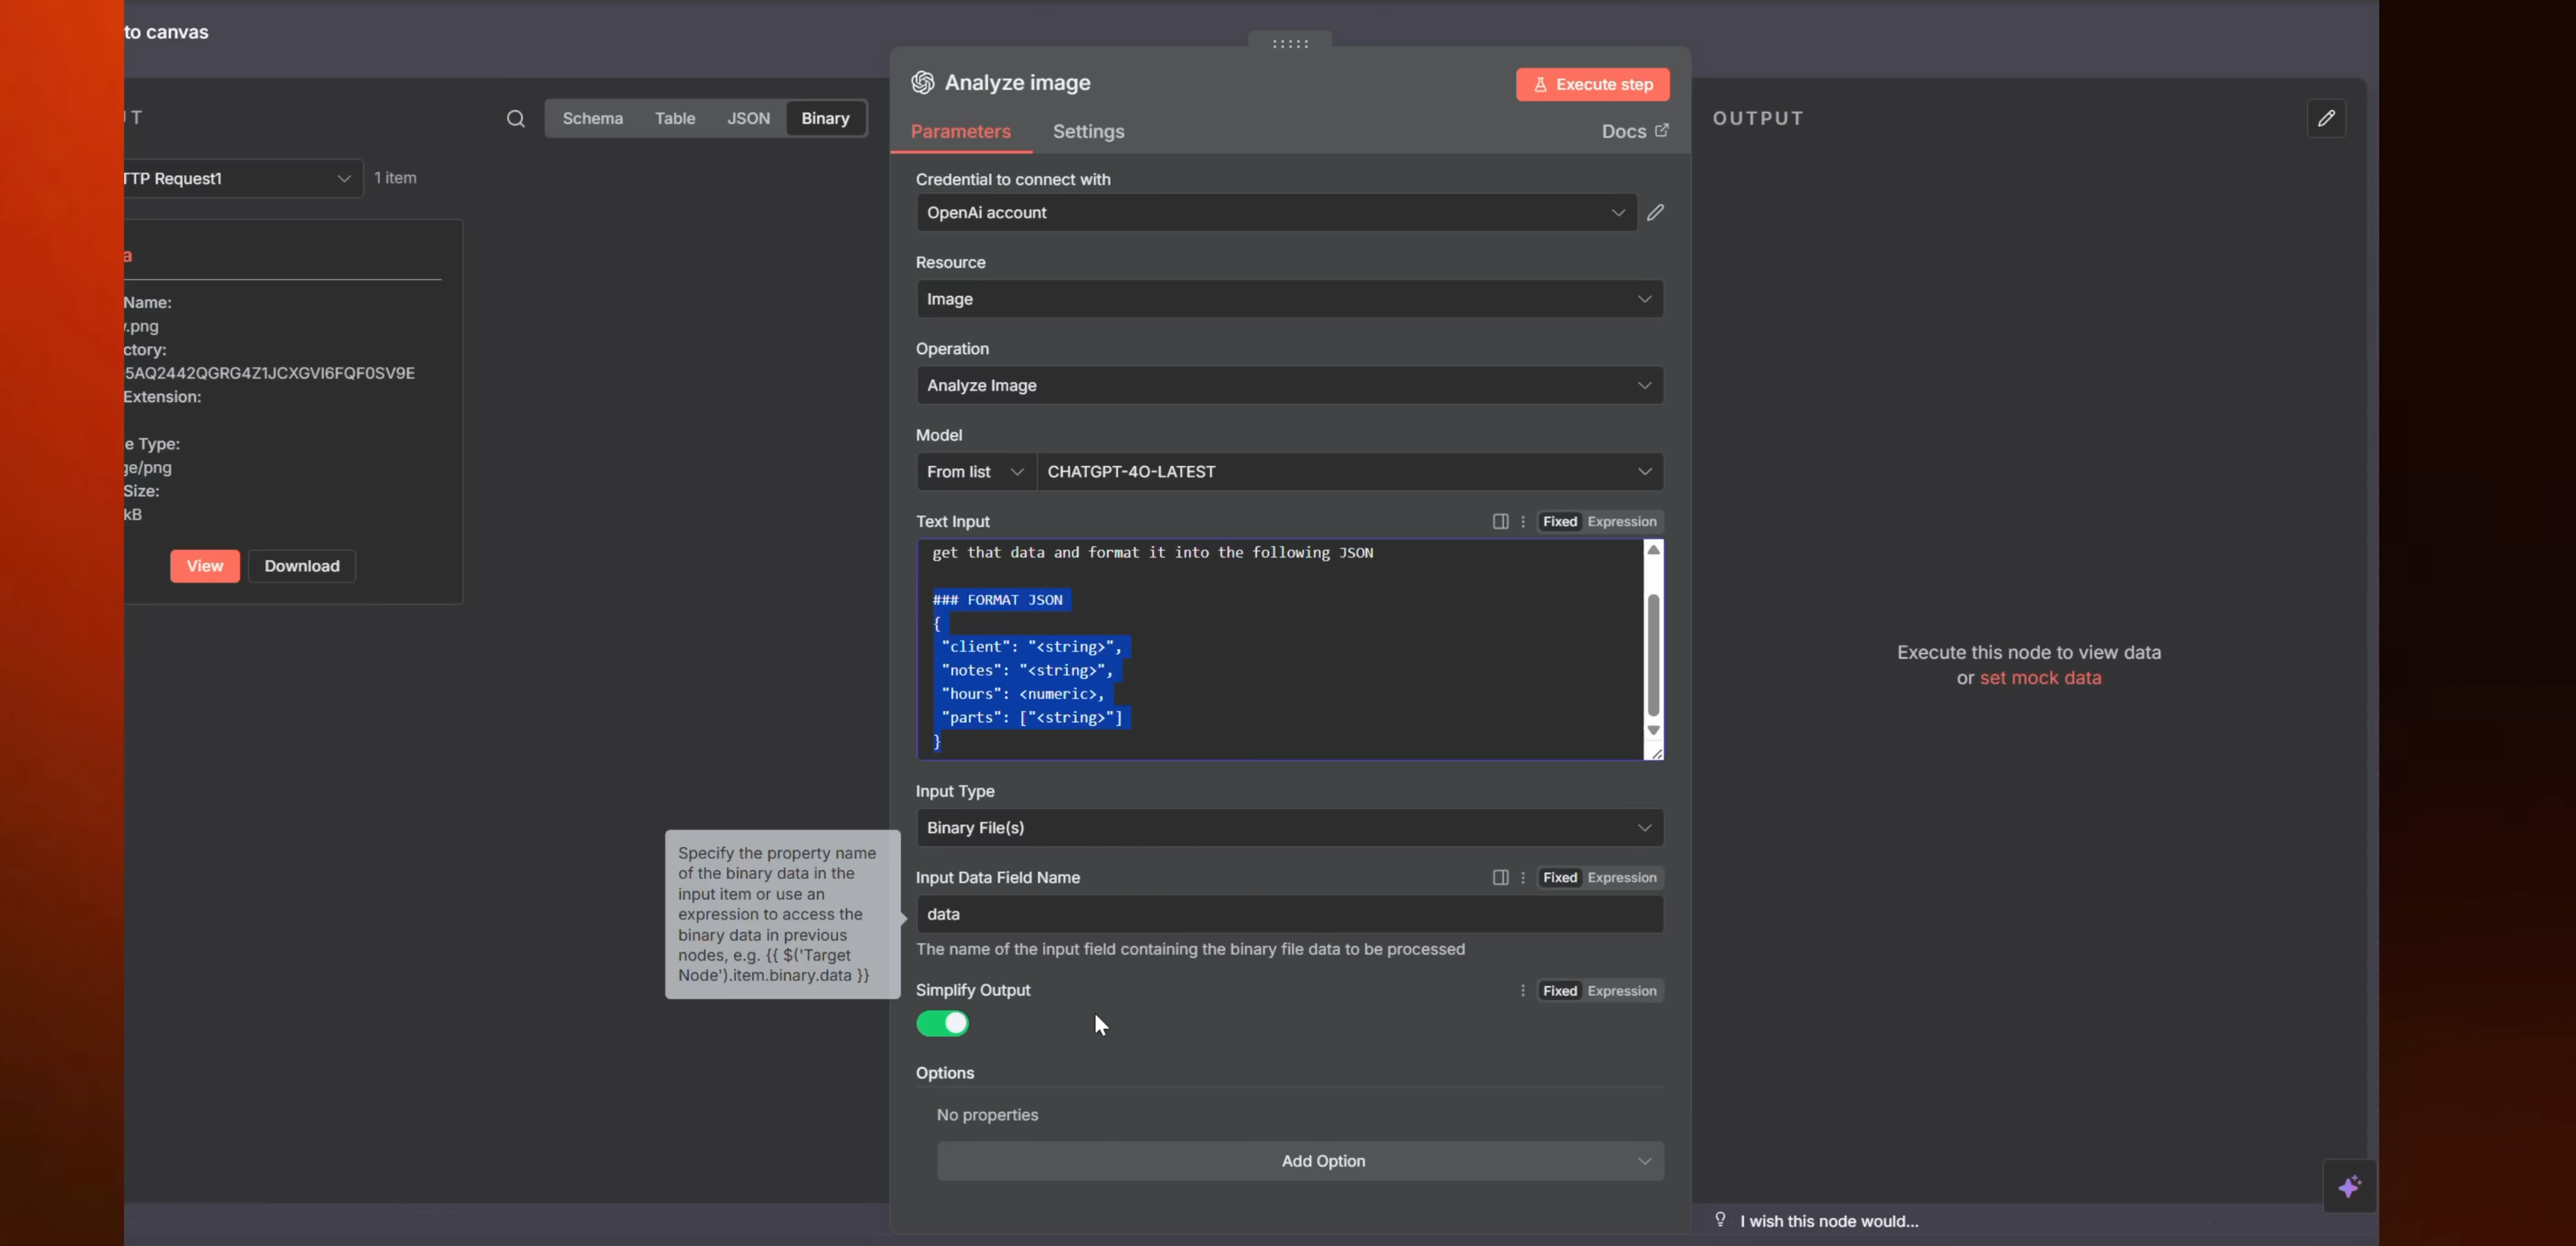 to canvas
Analyze image
Execute step
Schema
Table
JSON
Binary
OUTPUT
Parameters
Settings
Docs
Request1
1 item
Credential to connect with
OpenAi account
Resource
Image
Name:
.png
Operation
5AQ2442QGRG4Z1JCXGVI6FQF0SV9E
Extension:
Analyze Image
Type:
Size:
kB
Model
From list
CHATGPT-4O-LATEST
Text Input
Fixed
Expression
View
Download
get that data and format it into the following JSON
### FORMAT JSON
{
"client": "<string>",
"notes": "<string>",
"hours": <numeric>,
"parts": ["<string>"]
}
Execute this node to view data
or set mock data
Input Type
Binary File(s)
Specify the property name
of the binary data in the
input item or use an
expression to access the
binary data in previous
nodes, e.g. {{ $('Target
Node').item.binary.data }}
Input Data Field Name
Fixed
Expression
data
The name of the input field containing the binary file data to be processed
Simplify Output
Fixed
Expression
Options
No properties
Add Option
I wish this node would...